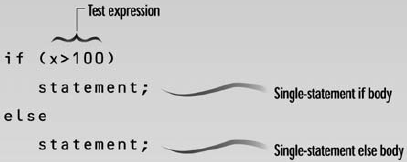 Test expression
if (x>100)
statement; Single-statement if body
else
statement; Single-statement else body